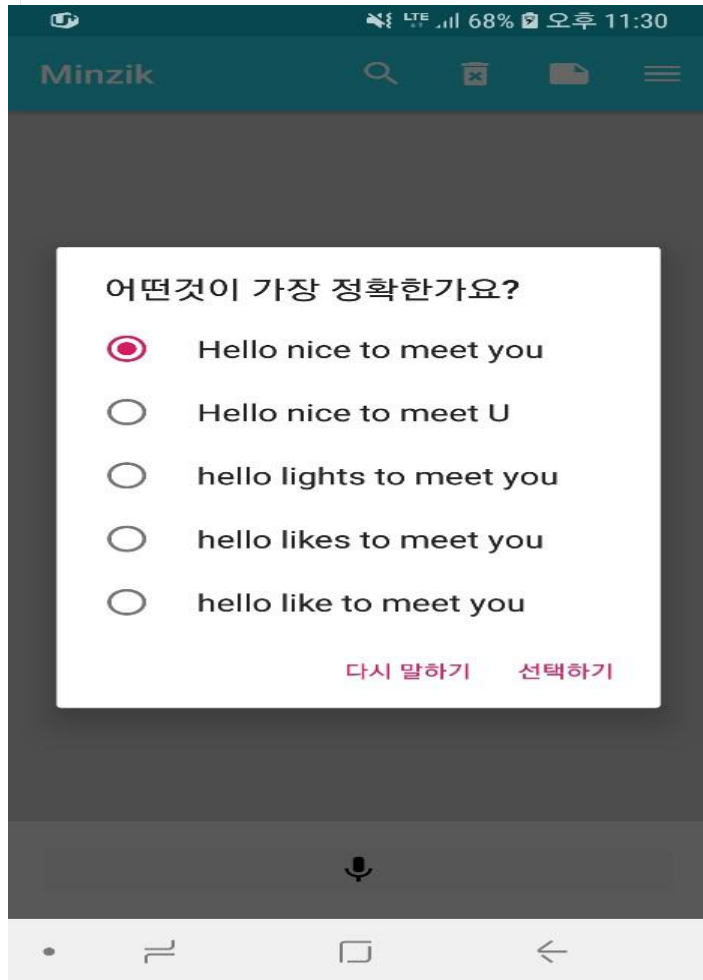 LTE 68% 오후 11:30
Minzik
어떤것이 가장 정확한가요?
Hello nice to meet you
Hello nice to meet U
hello lights to meet you
hello likes to meet you
hello like to meet you
다시 말하기 선택하기